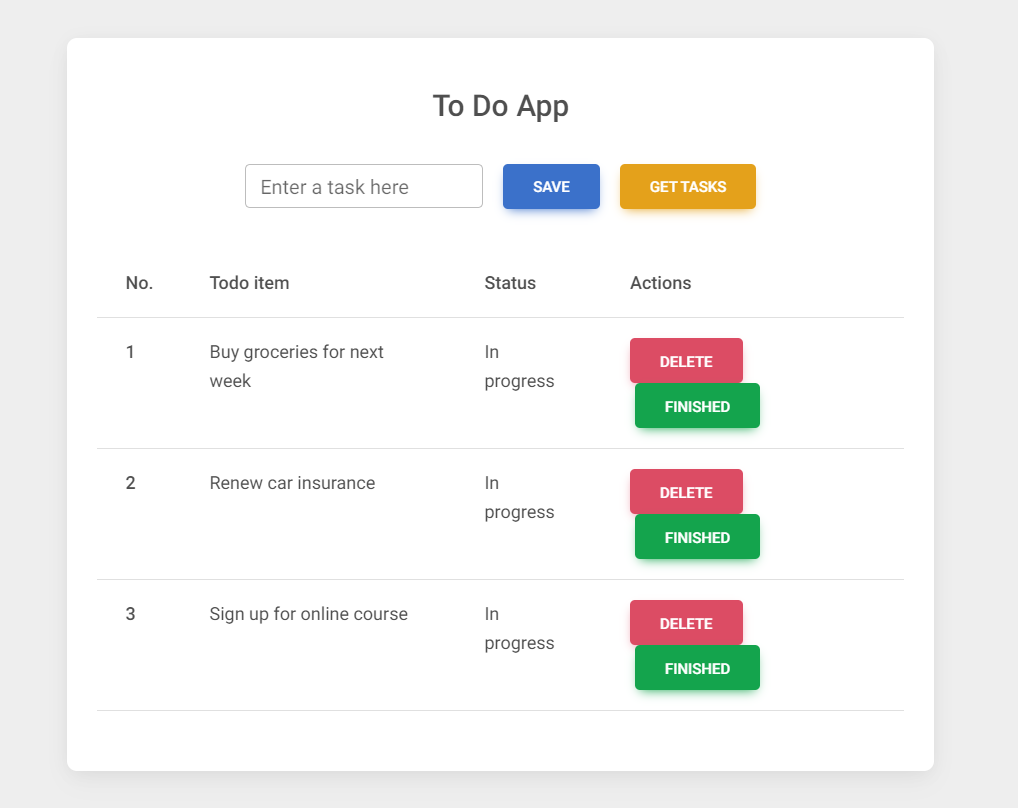 To Do App
Enter a task here
SAVE
GET TASKS
No. Todo item Status Actions
1 Buy groceries for next In DELETE
week progress FINISHED
2 Renew car insurance In DELETE
progress FINISHED
3 Sign up for online course In DELETE
progress FINISHED